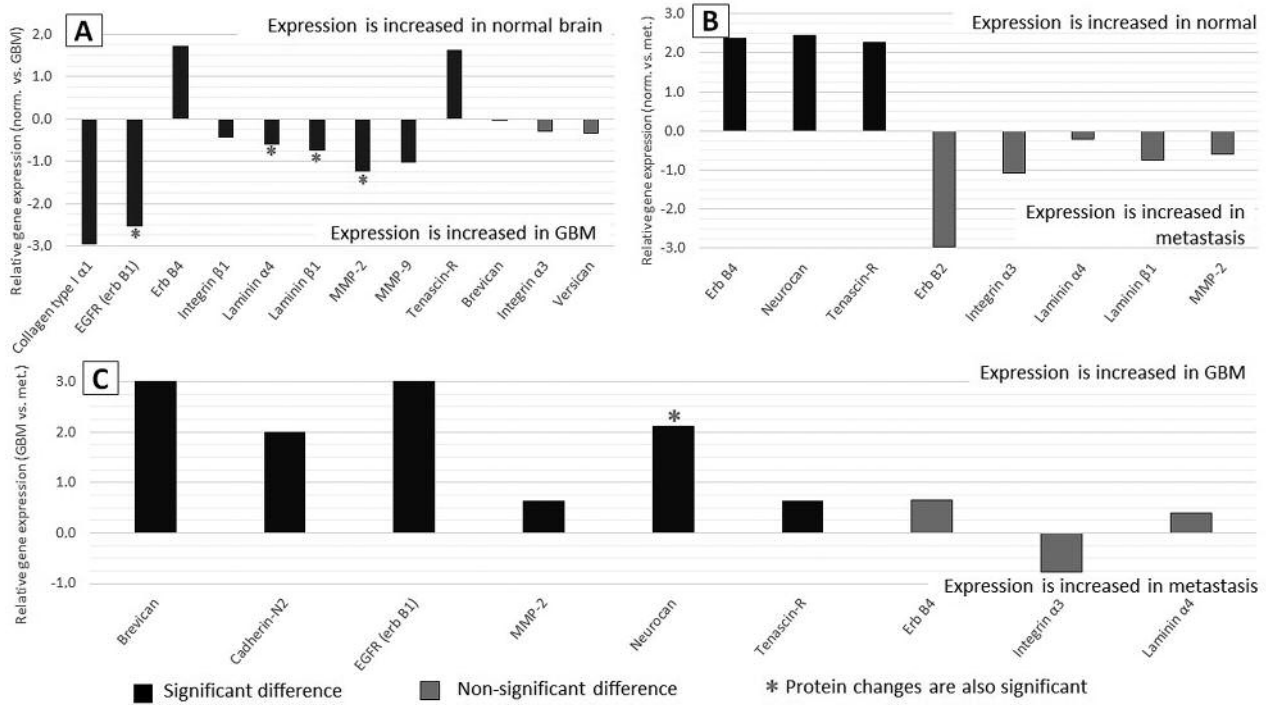 A
Expression is increased in normal brain
Relative gene expression (norm. vs. GBM)
2.0
1.0
0.0
-1.0
-2.0
-3.0
*
*
*
*
Expression is increased in GBM
Collagen type I α1
EGFR (erb B1)
Erb B4
Integrin β1
Laminin α4
Laminin β1
MMP-2
MMP-9
Tenascin-R
Brevican
Integrin α3
Versican
B
Expression is increased in normal
Relative gene expression (norm. vs. met.)
3.0
2.0
1.0
0.0
-1.0
-2.0
-3.0
Expression is increased in
metastasis
Erb B4
Neurocan
Tenascin-R
Erb B2
Integrin α3
Laminin α4
Laminin β1
MMP-2
C
Expression is increased in GBM
Relative gene expression (GBM vs. met.)
3.0
2.0
1.0
0.0
-1.0
*
Expression is increased in metastasis
Brevican
Cadherin-N2
EGFR (erb B1)
MMP-2
Neurocan
Tenascin-R
Erb B4
Integrin α3
Laminin α4
Significant difference
Non-significant difference
* Protein changes are also significant